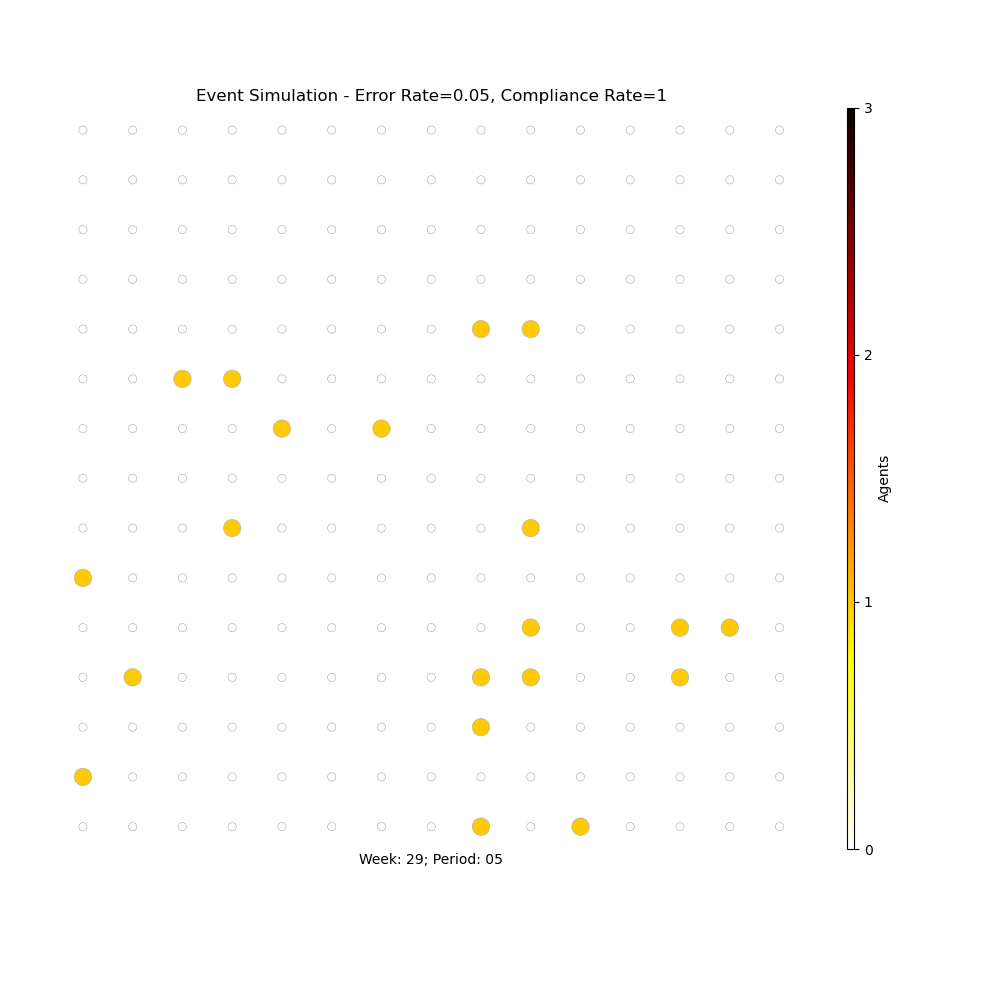 Event Simulation - Error Rate=0.05, Compliance Rate=1
3
2
Agents
1
0
Week: 29; Period: 05